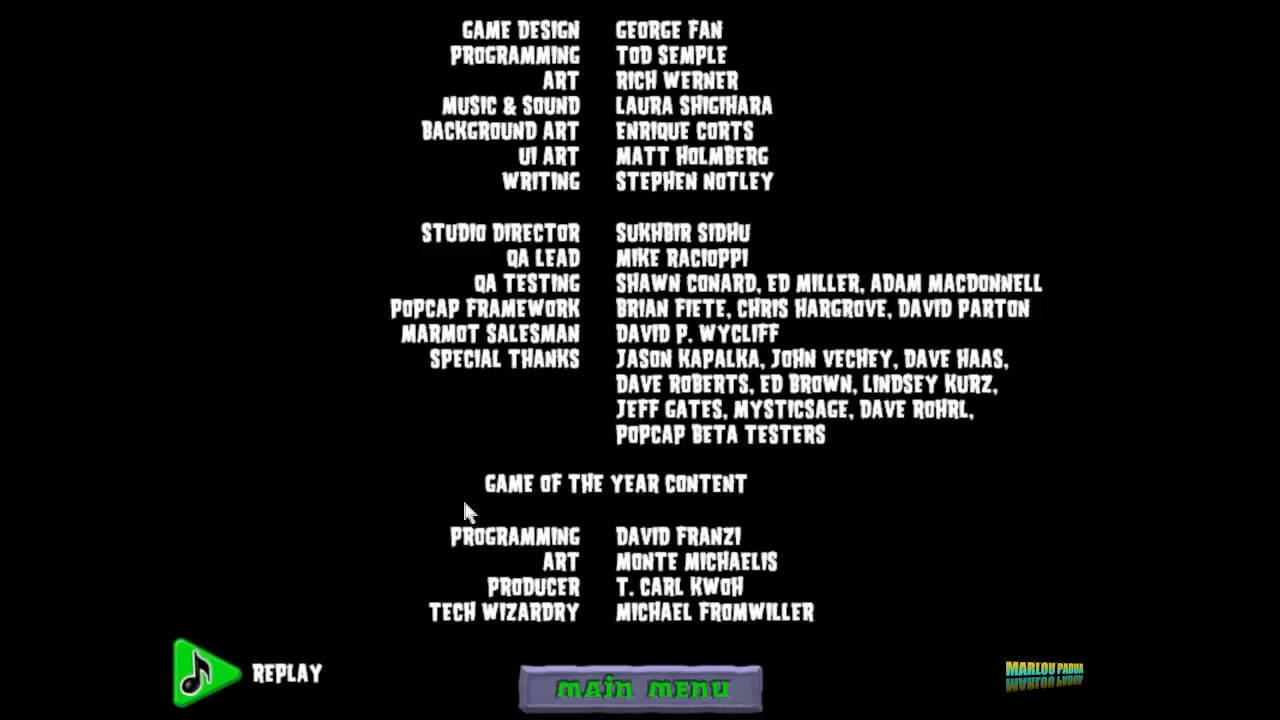 GAME DESIGN GEORGE FAN
PROGRAMMING TOD SEMPLE
ART RICH WERNER
MUSIC & SOUND LAURA SHIGIHARA
BACKGROUND ART ENRIQUE CORTS
UI ART MATT HOLMBERG
WRITING STEPHEN NOTLEY
STUDIO DIRECTOR SUKHBIR SIDHU
QA LEAD MIKE RACIOPPI
QA TESTING SHAWN CONARD, ED MILLER, ADAM MACDONNELL
POPCAP FRAMEWORK BRIAN FIETE, CHRIS HARGROVE, DAVID PARTON
MARMOT SALESMAN DAVID P. WYCLIFF
SPECIAL THANKS JASON KAPALKA, JOHN VECHEY, DAVE HAAS,
DAVE ROBERTS, ED BROWN, LINDSEY KURZ,
JEFF GATES, MYSTICSAGE, DAVE ROHRL,
POPCAP BETA TESTERS
GAME OF THE YEAR CONTENT
PROGRAMMING DAVID FRANZI
ART MONTE MICHAELIS
PRODUCER T. CARL KWOH
TECH WIZARDRY MICHAEL FROMWILLER
REPLAY
MAIN MENU
MARLOU PADUA